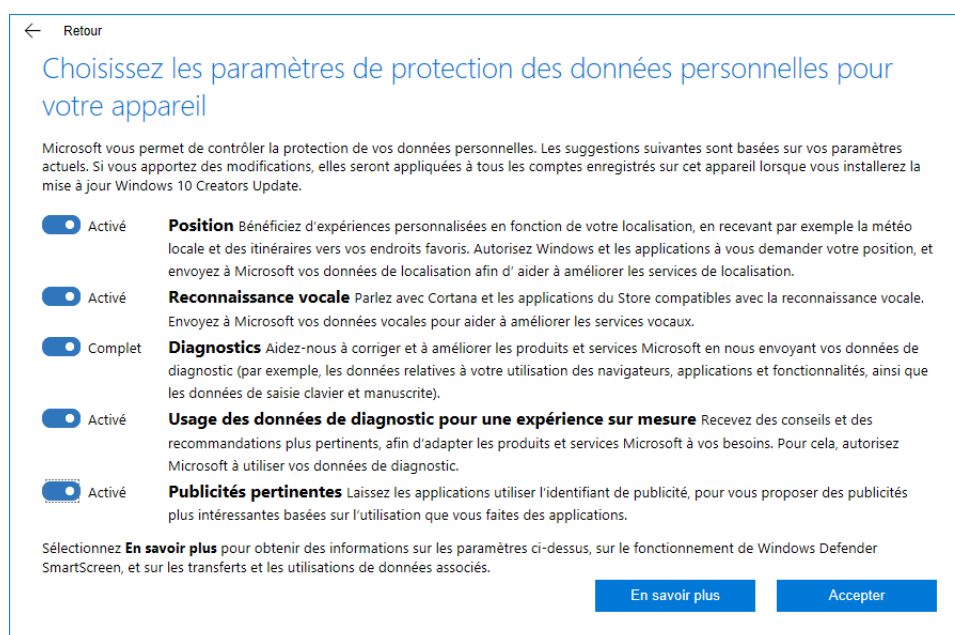 Retour
Choisissez les paramètres de protection des données personnelles pour
votre appareil
Microsoft vous permet de contrôler la protection de vos données personnelles. Les suggestions suivantes sont basées sur vos paramètres
actuels. Si vous apportez des modifications, elles seront appliquées à tous les comptes enregistrés sur cet appareil lorsque vous installerez la
mise à jour Windows 10 Creators Update.
Activé Position Bénéficiez d'expériences personnalisées en fonction de votre localisation, en recevant par exemple la météo
locale et des itinéraires vers vos endroits favoris. Autorisez Windows et les applications à vous demander votre position, et
envoyez à Microsoft vos données de localisation afin d' aider à améliorer les services de localisation.
Activé Reconnaissance vocale Parlez avec Cortana et les applications du Store compatibles avec la reconnaissance vocale.
Envoyez à Microsoft vos données vocales pour aider à améliorer les services vocaux.
Complet Diagnostics Aidez-nous à corriger et à améliorer les produits et services Microsoft en nous envoyant vos données de
diagnostic (par exemple, les données relatives à votre utilisation des navigateurs, applications et fonctionnalités, ainsi que
les données de saisie clavier et manuscrite).
Activé Usage des données de diagnostic pour une expérience sur mesure Recevez des conseils et des
recommandations plus pertinents, afin d'adapter les produits et services Microsoft à vos besoins. Pour cela, autorisez
Microsoft à utiliser vos données de diagnostic.
Activé Publicités pertinentes Laissez les applications utiliser l'identifiant de publicité, pour vous proposer des publicités
plus intéressantes basées sur l'utilisation que vous faites des applications.
Sélectionnez En savoir plus pour obtenir des informations sur les paramètres ci-dessus, sur le fonctionnement de Windows Defender
SmartScreen, et sur les transferts et les utilisations de données associés.
En savoir plus Accepter